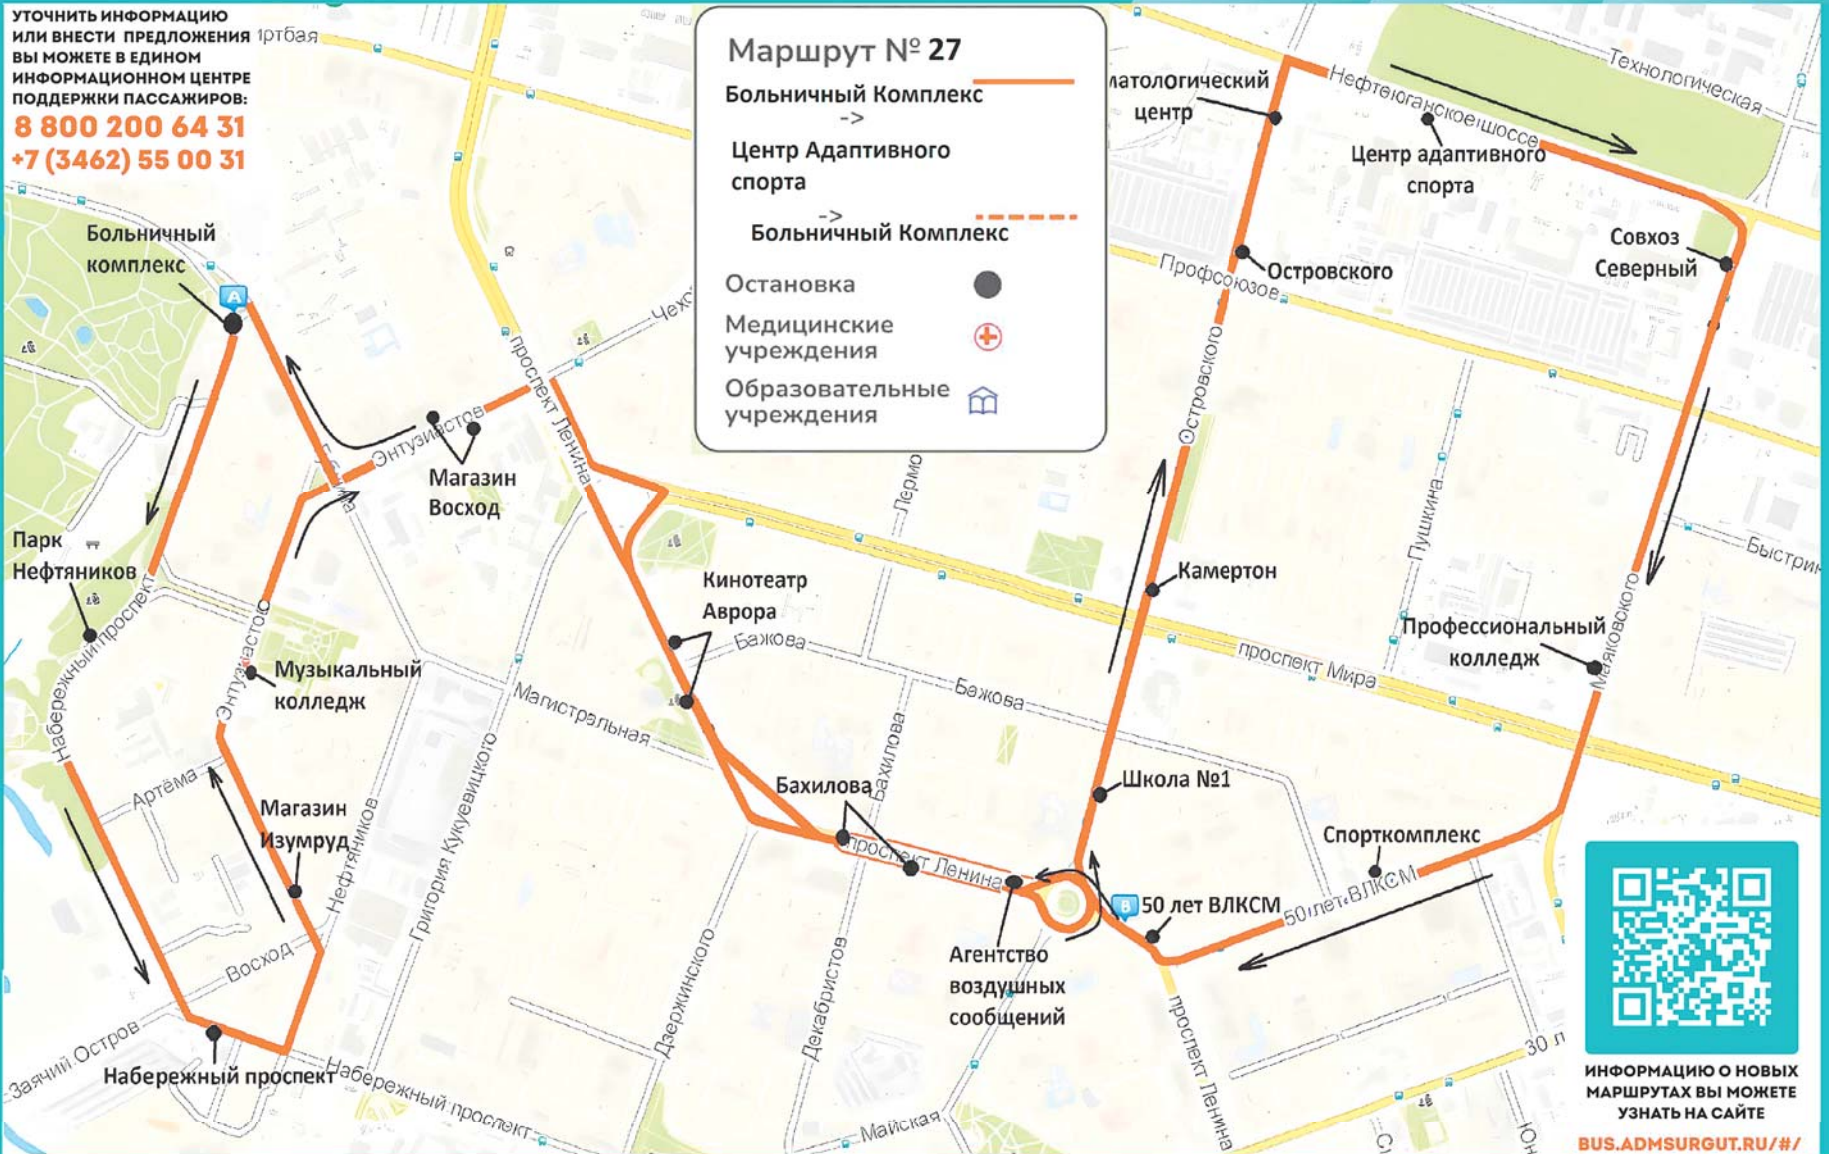 УТОЧНИТЬ ИНФОРМАЦИЮ
ИЛИ ВНЕСТИ ПРЕДЛОЖЕНИЯ
ВЫ МОЖЕТЕ В ЕДИНОМ
ИНФОРМАЦИОННОМ ЦЕНТРЕ
ПОДДЕРЖКИ ПАССАЖИРОВ:
8 800 200 64 31
+7 (3462) 55 00 31
Маршрут № 27
Больничный Комплекс
->
Центр Адаптивного
спорта
->
Больничный Комплекс
Остановка
Медицинские
учреждения
Образовательные
учреждения
матологический
центр
Нефтеюганское шоссе
Технологическая
Центр адаптивного
спорта
Совхоз
Северный
Островского
Профсоюзов
Больничный
комплекс
A
проспект Ленина
Энтузиастов
Магазин
Восход
Островского
Пушкина
Парк
Нефтяников
Камертон
Кинотеатр
Аврора
Бажова
Бажова
проспект Мира
Профессиональный
колледж
Маяковского
Набережный проспект
Энтузиастов
Музыкальный
колледж
Магистральная
Артёма
Магазин
Изумруд
Нефтяников
Григория Кукуевицкого
Бахилова
Бахилова
Школа №1
Спорткомплекс
проспект Ленина
B
50 лет ВЛКСМ
50 лет ВЛКСМ
Агентство
воздушных
сообщений
Восход
Заячий Остров
Набережный проспект
Набережный проспект
Дзержинского
Декабристов
Майская
проспект Ленина
30 л
ИНФОРМАЦИЮ О НОВЫХ
МАРШРУТАХ ВЫ МОЖЕТЕ
УЗНАТЬ НА САЙТЕ
BUS.ADMSURGUT.RU/#/